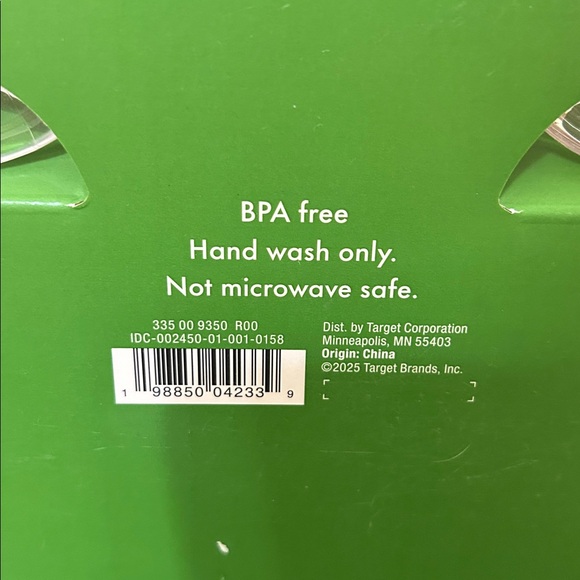 BPA free
Hand wash only.
Not microwave safe.
335 00 9350 R00
IDC-002450-01-001-0158
1 98850 04233 9
Dist. by Target Corporation
Minneapolis, MN 55403
Origin: China
©2025 Target Brands, Inc.